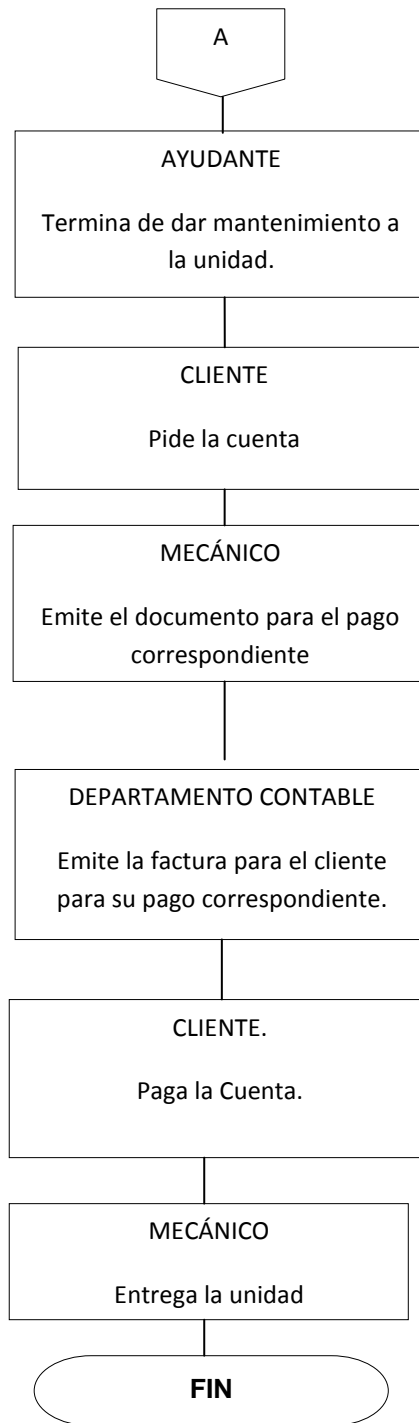 A
AYUDANTE
Termina de dar mantenimiento a
la unidad.
CLIENTE
Pide la cuenta
MECÁNICO
Emite el documento para el pago
correspondiente
DEPARTAMENTO CONTABLE
Emite la factura para el cliente
para su pago correspondiente.
CLIENTE.
Paga la Cuenta.
MECÁNICO
Entrega la unidad
FIN